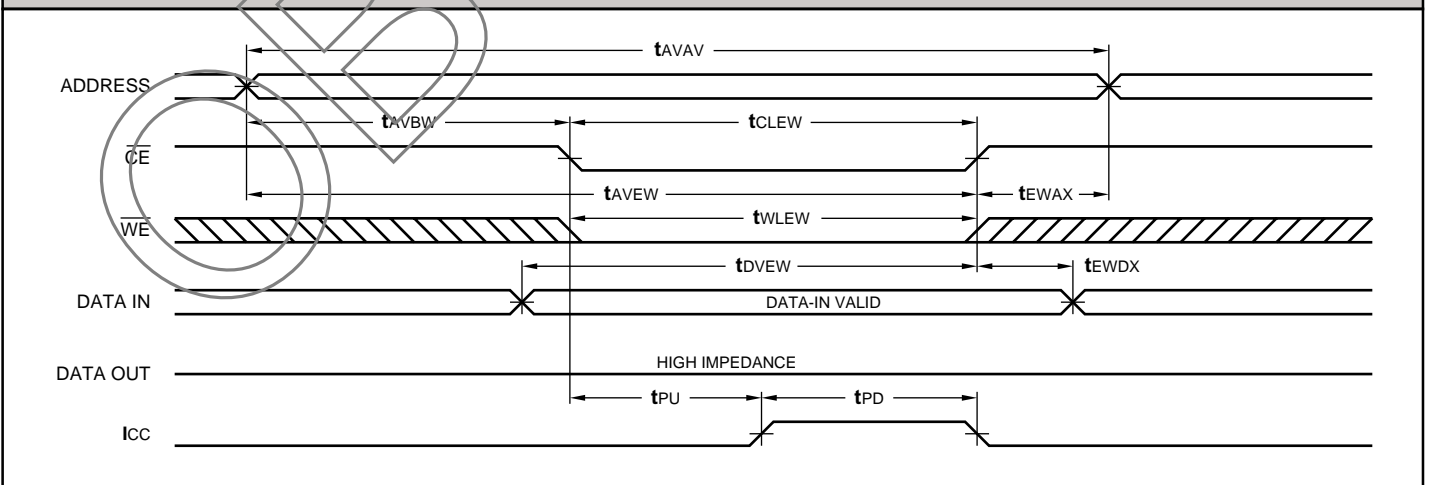 tAVAV
ADDRESS
tAVBW
tCLEW
CE
tAVEW
tEWAX
tWLEW
WE
tDVEW
tEWDX
DATA IN
DATA-IN VALID
HIGH IMPEDANCE
DATA OUT
tPU
tPD
ICC